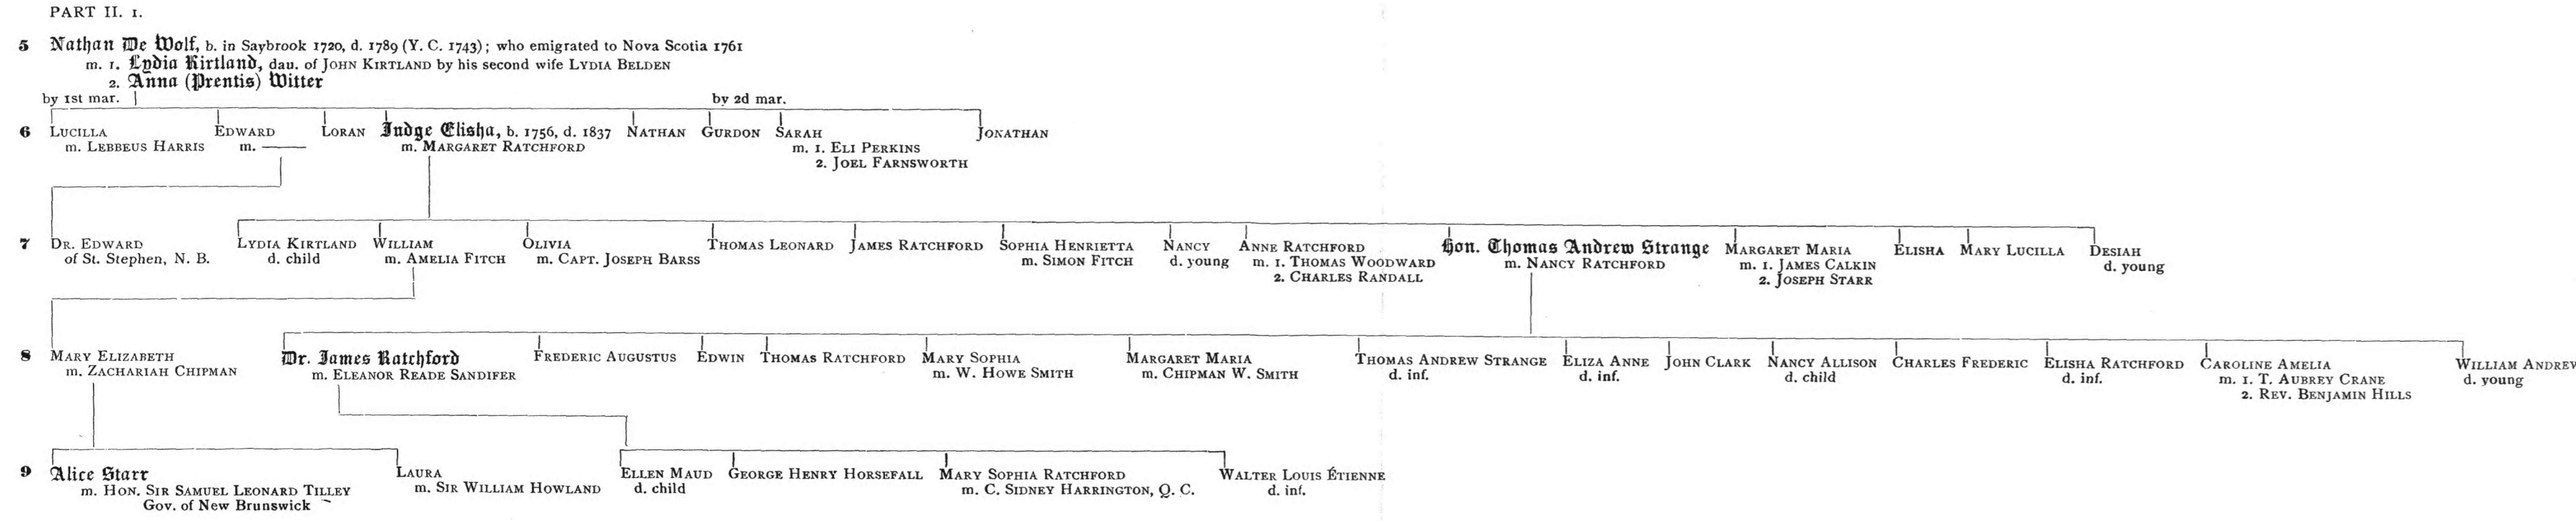 PART II. 1.
5 Nathan De Wolf, b. in Saybrook 1720, d. 1789 (Y. C. 1743); who emigrated to Nova Scotia 1761
m. 1. Lydia Kirtland, dau. of JOHN KIRTLAND by his second wife LYDIA BELDEN
2. Anna (Prentis) Witter
by 1st mar. by 2d mar.
6 LUCILLA EDWARD LORAN Judge Elisha, b. 1756, d. 1837 NATHAN GURDON SARAH JONATHAN
m. LEBBEUS HARRIS m. —— m. MARGARET RATCHFORD m. 1. ELI PERKINS
2. JOEL FARNSWORTH
7 DR. EDWARD LYDIA KIRTLAND WILLIAM OLIVIA THOMAS LEONARD JAMES RATCHFORD SOPHIA HENRIETTA NANCY ANNE RATCHFORD Hon. Thomas Andrew Strange MARGARET MARIA ELISHA MARY LUCILLA DESIAH
of St. Stephen, N. B. d. child m. AMELIA FITCH m. CAPT. JOSEPH BARSS m. SIMON FITCH d. young m. 1. THOMAS WOODWARD m. NANCY RATCHFORD m. 1. JAMES CALKIN d. young
2. CHARLES RANDALL 2. JOSEPH STARR
8 MARY ELIZABETH Dr. James Ratchford FREDERIC AUGUSTUS EDWIN THOMAS RATCHFORD MARY SOPHIA MARGARET MARIA THOMAS ANDREW STRANGE ELIZA ANNE JOHN CLARK NANCY ALLISON CHARLES FREDERIC ELISHA RATCHFORD CAROLINE AMELIA WILLIAM ANDREW
m. ZACHARIAH CHIPMAN m. ELEANOR READE SANDIFER m. W. HOWE SMITH m. CHIPMAN W. SMITH d. inf. d. inf. d. child d. inf. m. 1. T. AUBREY CRANE d. young
2. REV. BENJAMIN HILLS
9 Alice Starr LAURA ELLEN MAUD GEORGE HENRY HORSEFALL MARY SOPHIA RATCHFORD WALTER LOUIS ÉTIENNE
m. HON. SIR SAMUEL LEONARD TILLEY m. SIR WILLIAM HOWLAND d. child m. C. SIDNEY HARRINGTON, Q. C. d. inf.
Gov. of New Brunswick